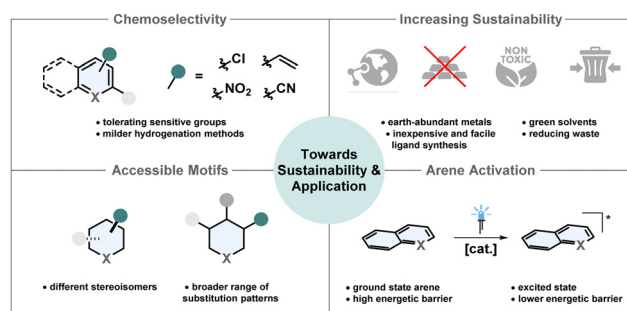 Chemoselectivity
Cl
X
=
NO2
CN
• tolerating sensitive groups
• milder hydrogenation methods
Increasing Sustainability
NON
TOXIC
• earth-abundant metals
• inexpensive and facile
ligand synthesis
• green solvents
• reducing waste
Towards
Sustainability &
Application
Accessible Motifs
X
X
• different stereoisomers
• broader range of
substitution patterns
Arene Activation
X
[cat.]
X
*
• ground state arene
• high energetic barrier
• excited state
• lower energetic barrier